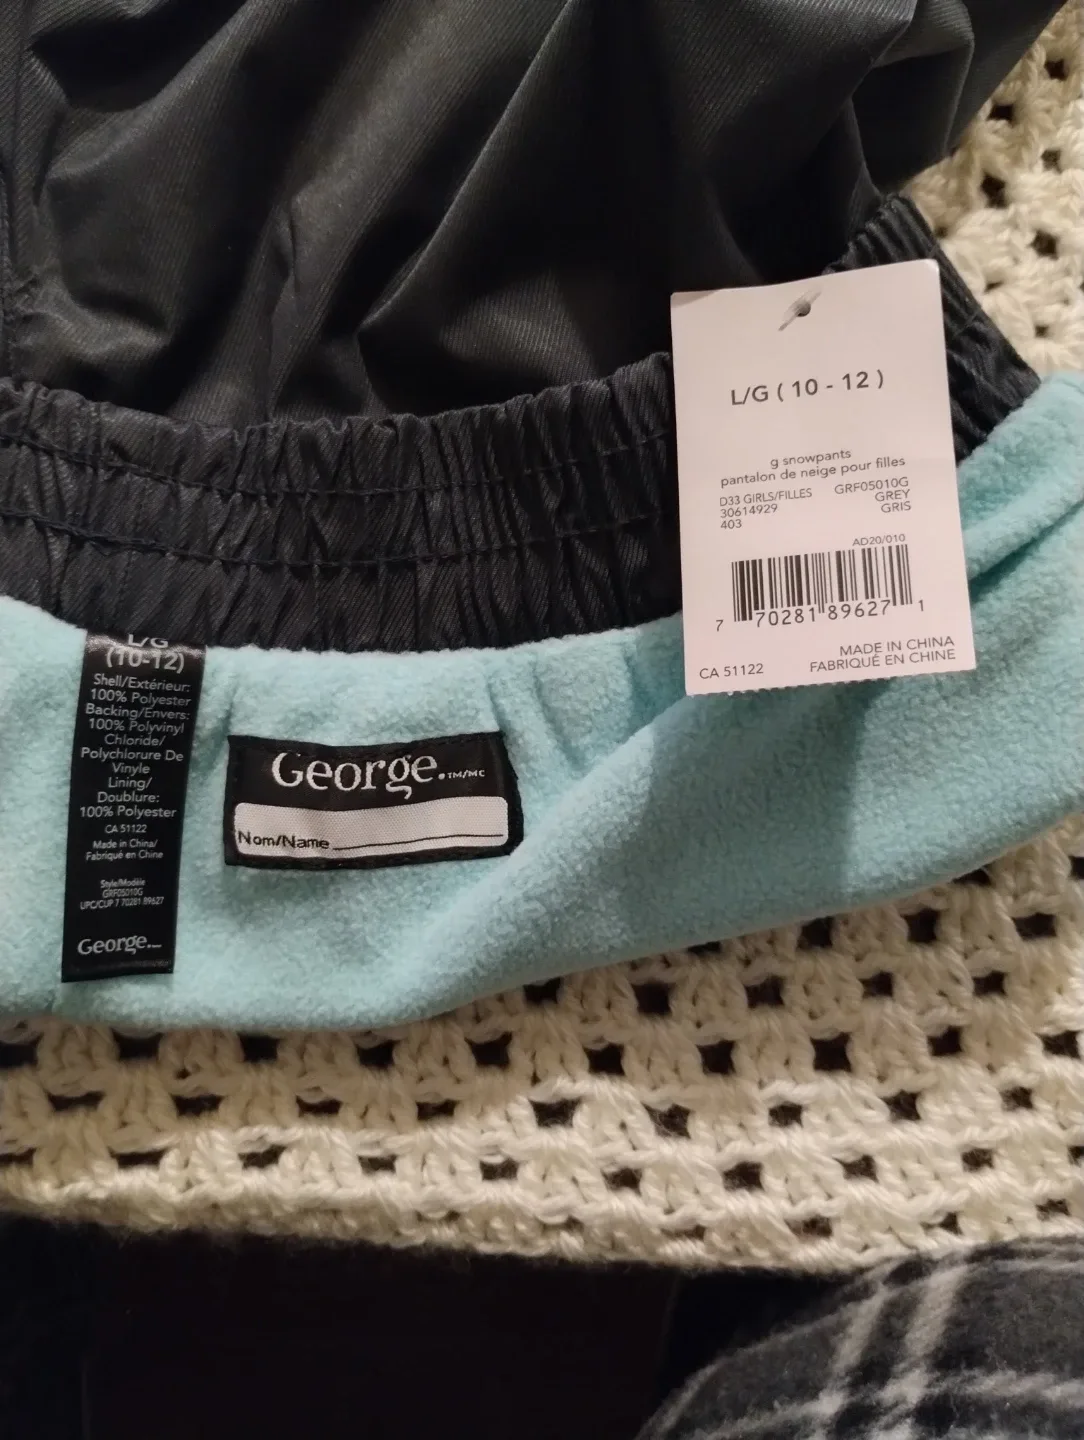 L/G ( 10 - 12 )
g snowpants
pantalon de neige pour filles
D33 GIRLS/FILLES GRF05010G
30614929 GREY
403 GRIS
AD20/010
7 70281 89627 1
MADE IN CHINA
CA 51122 FABRIQUÉ EN CHINE
L/G
(10-12)
Shell/Extérieur:
100% Polyester
Backing/Envers:
100% Polyvinyl
Chloride/
Polychlorure De
Vinyle
Lining/
Doublure:
100% Polyester
CA 51122
Made in China/
Fabriqué en Chine
Style/Modèle
GRF05010G
UPC/CUP 7 70281 89627
George
George.TM/MC
Nom/Name